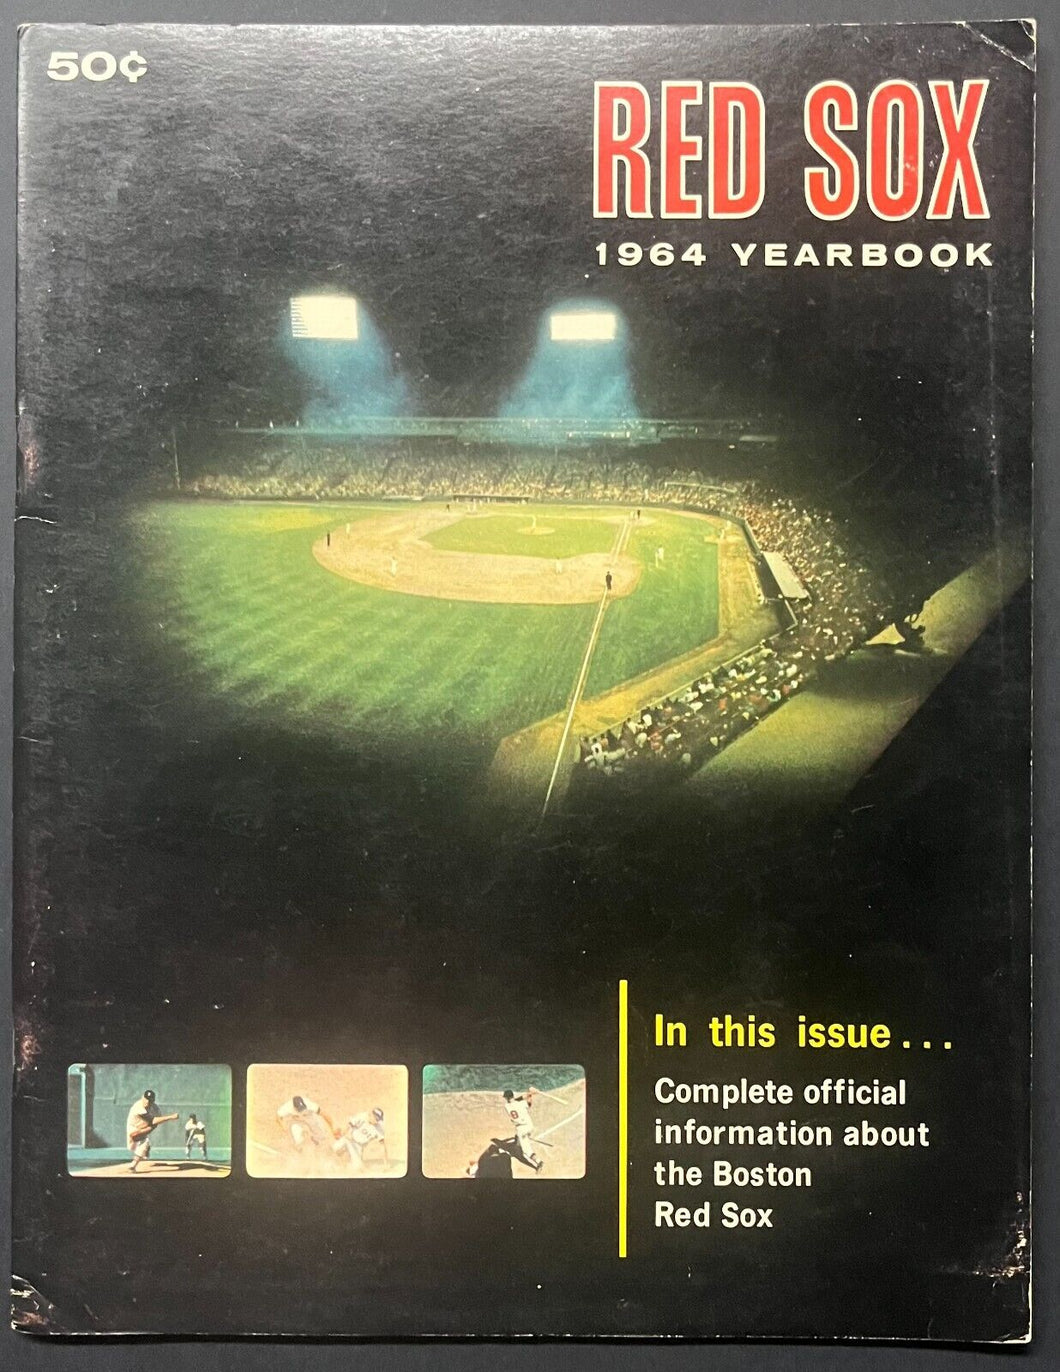 50¢
RED SOX
1964 YEARBOOK
In this issue...
Complete official
information about
the Boston
Red Sox